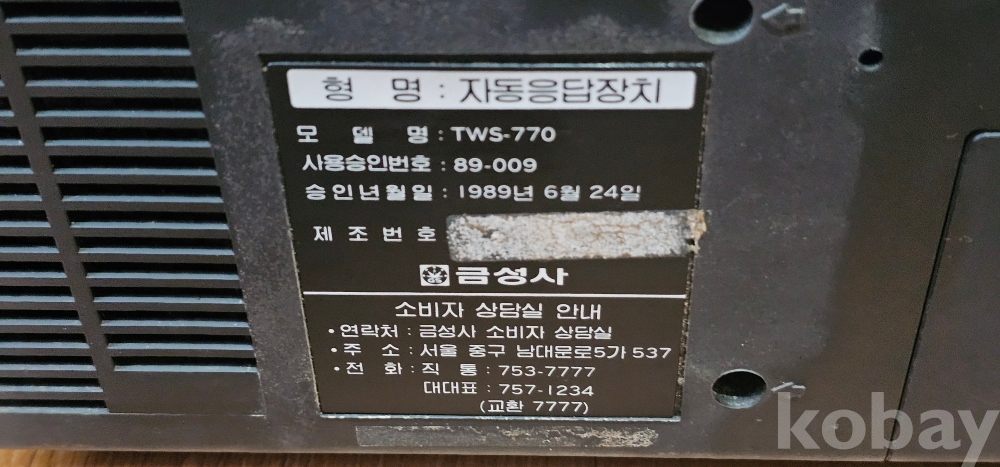 형 명 : 자동응답장치
모 델 명 : TWS-770
사용승인번호 : 89-009
승인년월일 : 1989년 6월 24일
제 조 번 호
금성사
소비자 상담실 안내
• 연락처 : 금성사 소비자 상담실
• 주 소 : 서울 중구 남대문로5가 537
• 전 화 : 직 통 : 753-7777
대대표 : 757-1234
(교환 7777)
kobay